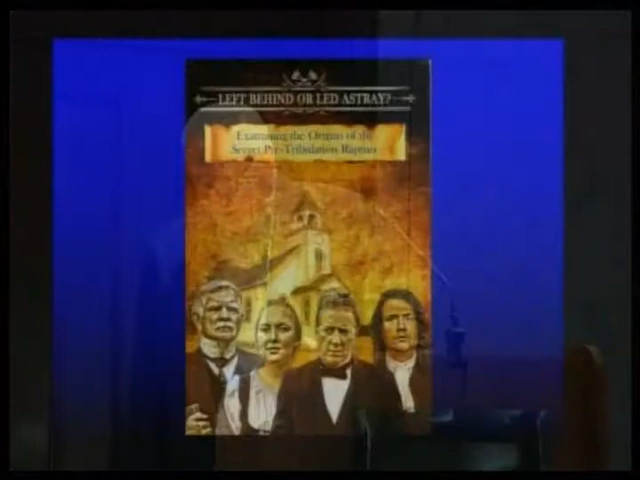 LEFT BEHIND OR LED ASTRAY?
Examining the Origins of the
Secret Pre-Tribulation Rapture